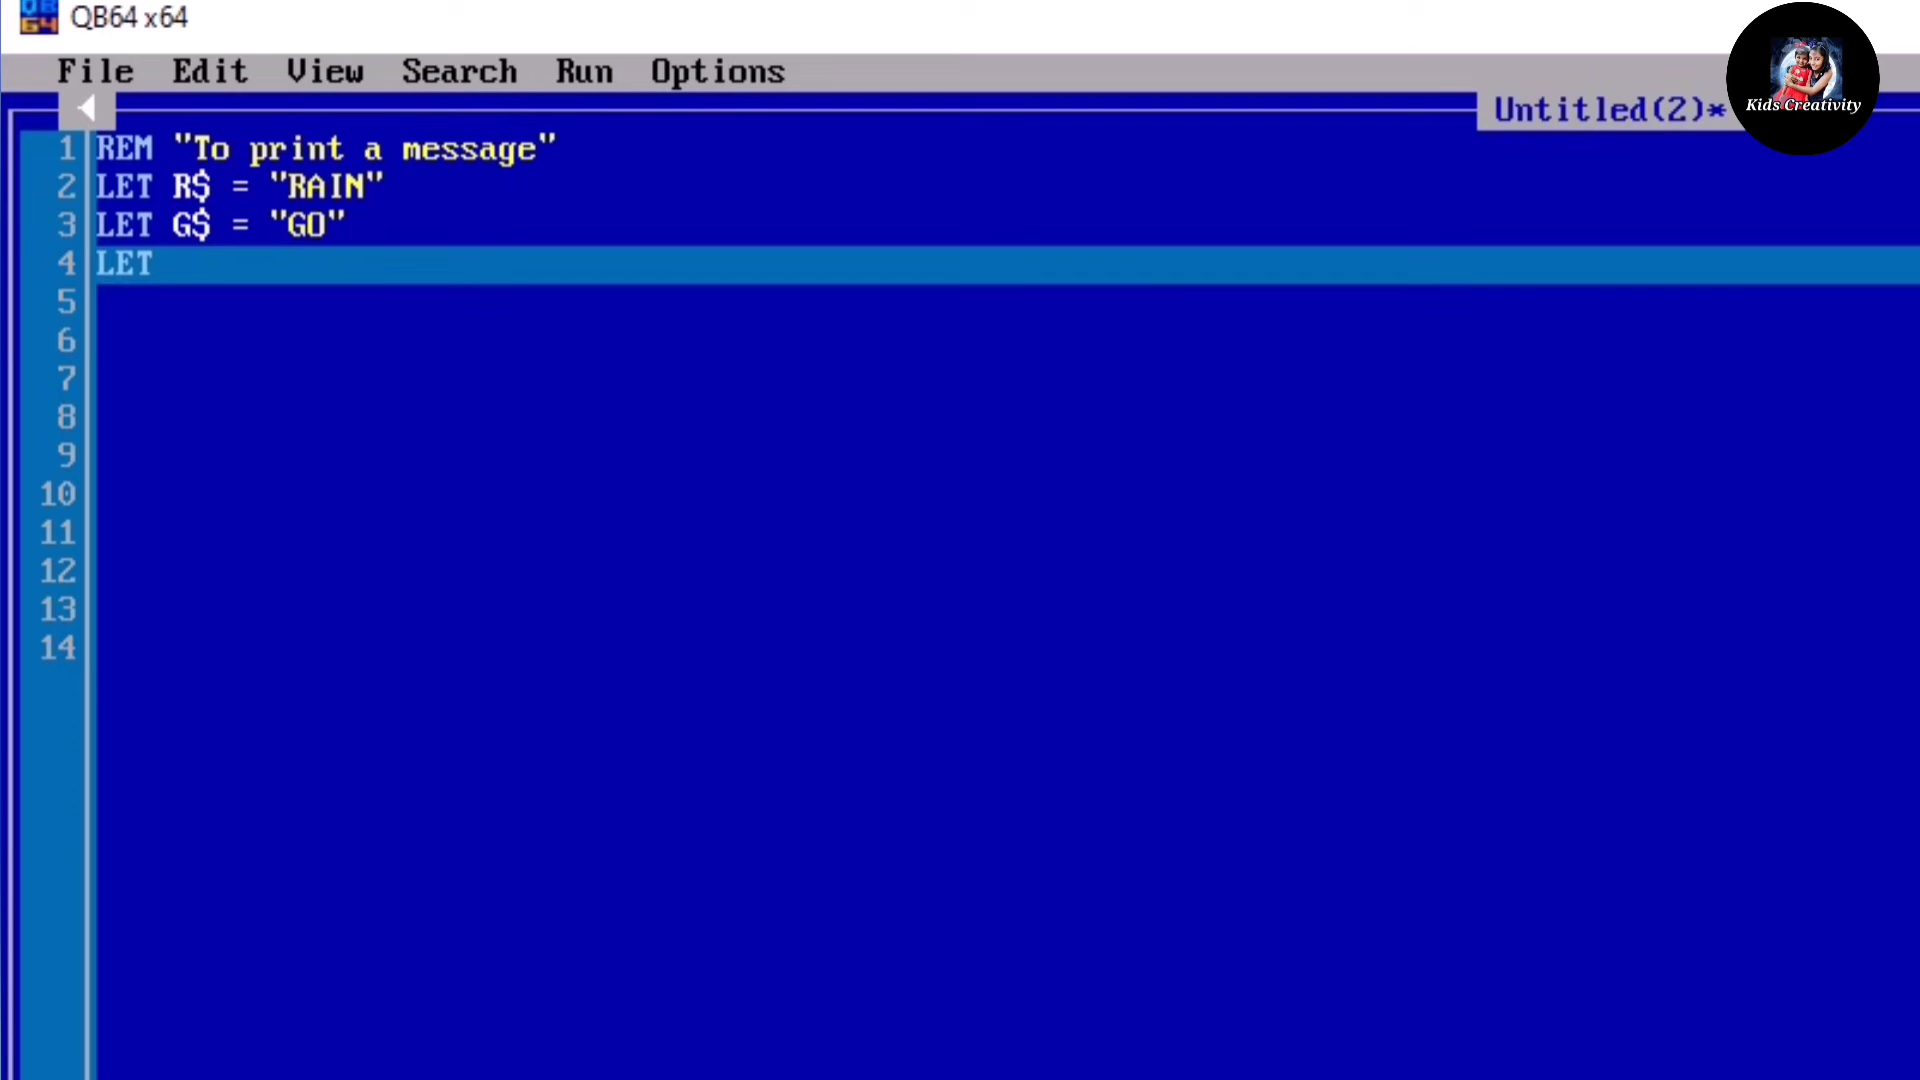 QB64 x64
File Edit View Search Run Options
Untitled(2)*
Kids Creativity
1 REM "To print a message"
2 LET R$ = "RAIN"
3 LET G$ = "GO"
4 LET
5
6
7
8
9
10
11
12
13
14